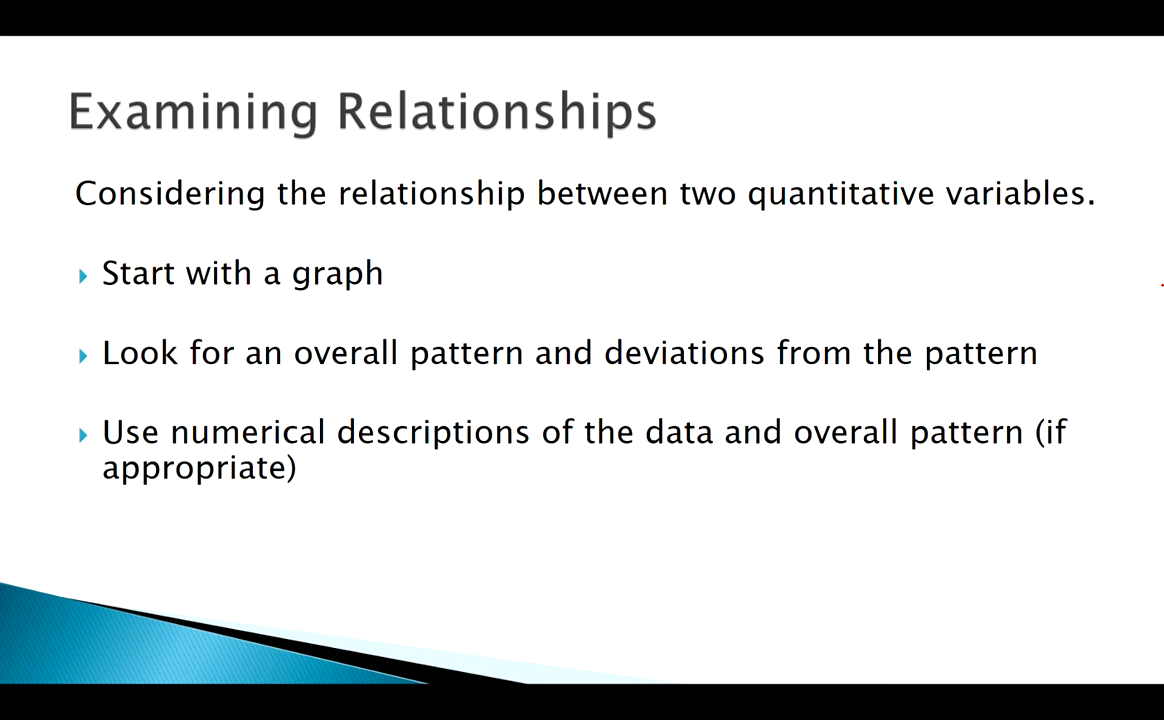 Examining Relationships
Considering the relationship between two quantitative variables.
Start with a graph
Look for an overall pattern and deviations from the pattern
Use numerical descriptions of the data and overall pattern (if
appropriate)